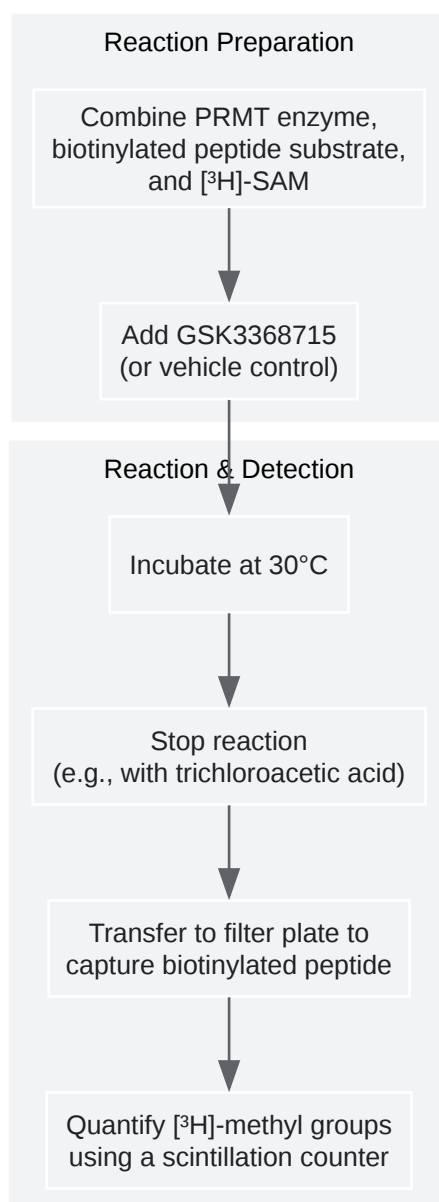 Reaction Preparation
Combine PRMT enzyme,
biotinylated peptide substrate,
and [³H]-SAM
Add GSK3368715
(or vehicle control)
Reaction & Detection
Incubate at 30°C
Stop reaction
(e.g., with trichloroacetic acid)
Transfer to filter plate to
capture biotinylated peptide
Quantify [³H]-methyl groups
using a scintillation counter